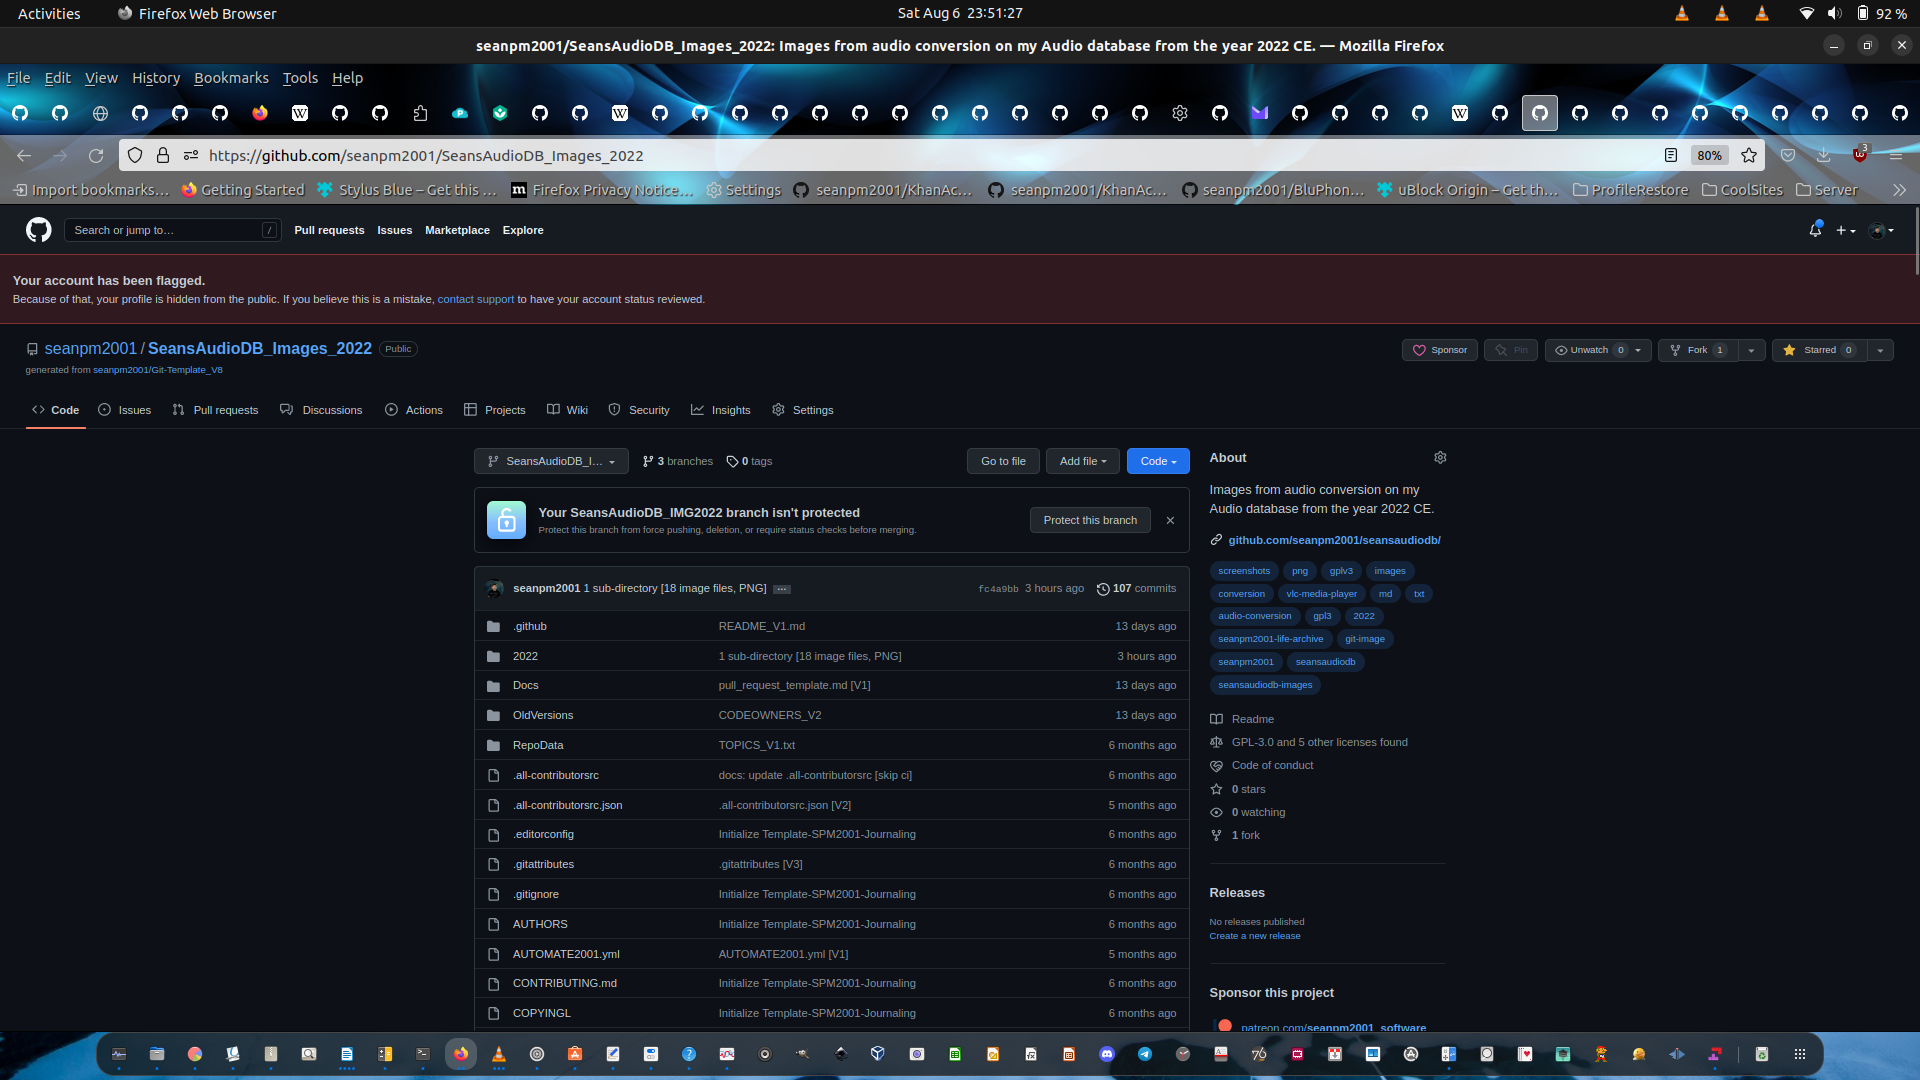 Activities
Firefox Web Browser
Sat Aug 6 23:51:27
92 %
seanpm2001/SeansAudioDB_Images_2022: Images from audio conversion on my Audio database from the year 2022 CE. — Mozilla Firefox
File Edit View History Bookmarks Tools Help
https://github.com/seanpm2001/SeansAudioDB_Images_2022
80%
3
Import bookmarks…
Getting Started
Stylus Blue – Get this …
Firefox Privacy Notice…
Settings
seanpm2001/KhanAc…
seanpm2001/KhanAc…
seanpm2001/BluPhon…
uBlock Origin – Get th…
ProfileRestore
CoolSites
Server
Search or jump to… /
Pull requests Issues Marketplace Explore
Your account has been flagged.
Because of that, your profile is hidden from the public. If you believe this is a mistake, contact support to have your account status reviewed.
seanpm2001 / SeansAudioDB_Images_2022 Public
generated from seanpm2001/Git-Template_V8
Sponsor
Pin
Unwatch 0
Fork 1
Starred 0
Code Issues Pull requests Discussions Actions Projects Wiki Security Insights Settings
SeansAudioDB_I… 3 branches 0 tags
Go to file Add file Code
Your SeansAudioDB_IMG2022 branch isn't protected
Protect this branch from force pushing, deletion, or require status checks before merging.
Protect this branch
seanpm2001 1 sub-directory [18 image files, PNG] … fc4a9bb 3 hours ago 107 commits
.github README_V1.md 13 days ago
2022 1 sub-directory [18 image files, PNG] 3 hours ago
Docs pull_request_template.md [V1] 13 days ago
OldVersions CODEOWNERS_V2 13 days ago
RepoData TOPICS_V1.txt 6 months ago
.all-contributorsrc docs: update .all-contributorsrc [skip ci] 6 months ago
.all-contributorsrc.json .all-contributorsrc.json [V2] 5 months ago
.editorconfig Initialize Template-SPM2001-Journaling 6 months ago
.gitattributes .gitattributes [V3] 6 months ago
.gitignore Initialize Template-SPM2001-Journaling 6 months ago
AUTHORS Initialize Template-SPM2001-Journaling 6 months ago
AUTOMATE2001.yml AUTOMATE2001.yml [V1] 5 months ago
CONTRIBUTING.md Initialize Template-SPM2001-Journaling 6 months ago
COPYINGL Initialize Template-SPM2001-Journaling 6 months ago
About
Images from audio conversion on my
Audio database from the year 2022 CE.
github.com/seanpm2001/seansaudiodb/
screenshots png gplv3 images
conversion vlc-media-player md txt
audio-conversion gpl3 2022
seanpm2001-life-archive git-image
seanpm2001 seansaudiodb
seansaudiodb-images
Readme
GPL-3.0 and 5 other licenses found
Code of conduct
0 stars
0 watching
1 fork
Releases
No releases published
Create a new release
Sponsor this project
patreon.com/seanpm2001_software